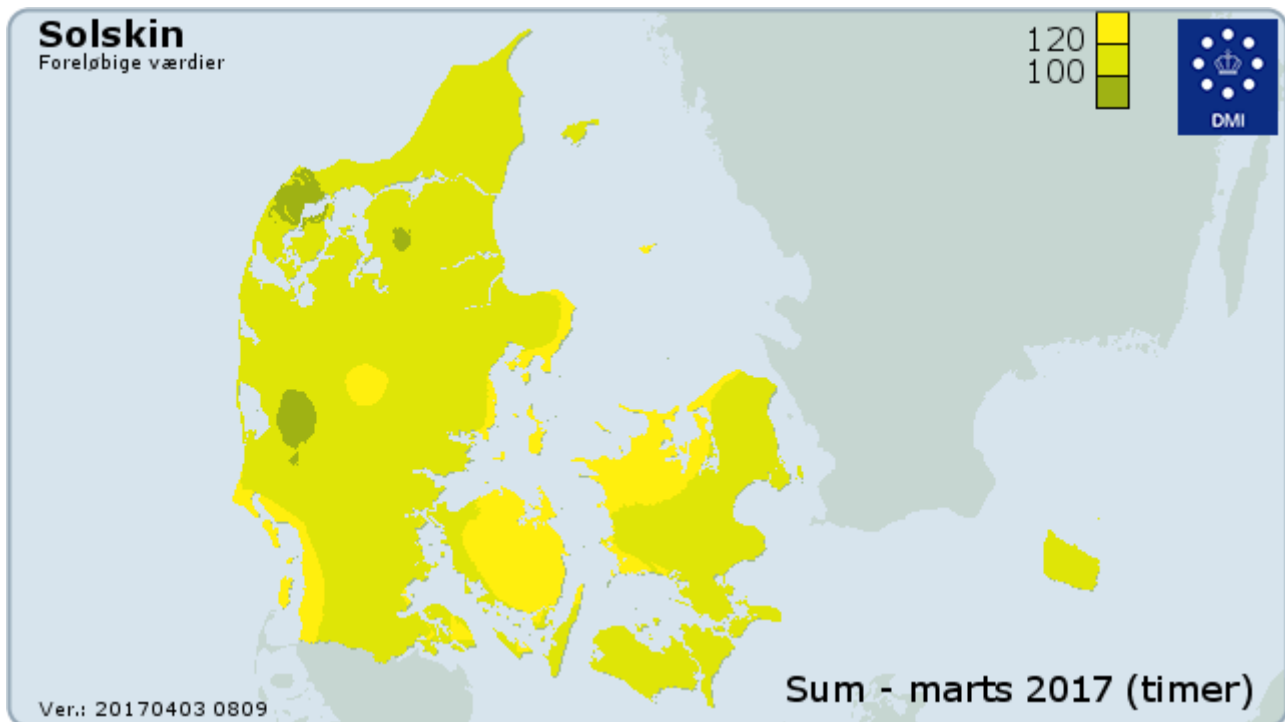 Solskin
Foreløbige værdier
120
100
DMI
Sum - marts 2017 (timer)
Ver.: 20170403 0809